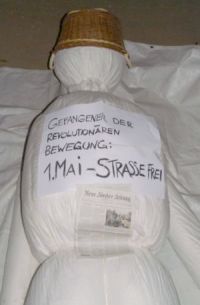 GEFANGENER DER
REVOLUTIONÄREN
BEWEGUNG:
1. MAI - STRASSE FREI
Neue Zürcher Zeitung